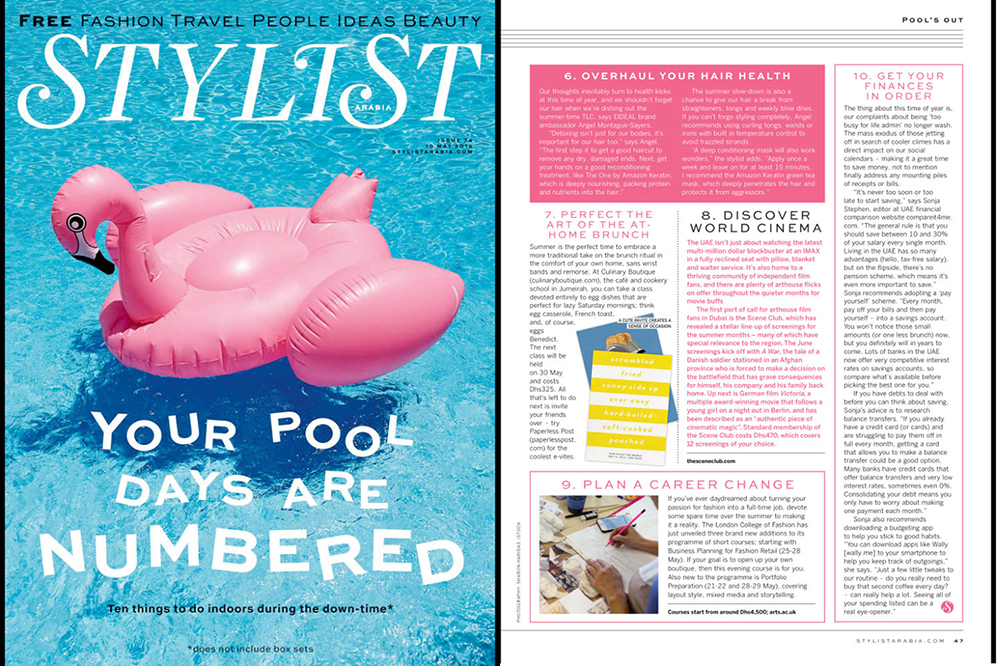 FREE FASHION TRAVEL PEOPLE IDEAS BEAUTY
STYLIST
ARABIA
10 MAY 2016
STYLISTARABIA.COM
YOUR POOL
DAYS ARE
NUMBERED
Ten things to do indoors during the down-time*
*does not include box sets
POOL'S OUT
6. OVERHAUL YOUR HAIR HEALTH
Our thoughts inevitably turn to health kicks
at this time of year, and we shouldn't forget
our hair when we're dishing out the
summer-time TLC, says EIDEAL brand
ambassador Angel Montague-Sayers.
"Detoxing isn't just for our bodies, it's
important for our hair too," says Angel.
"The first step it to get a good haircut to
remove any dry, damaged ends. Next, get
your hands on a good reconditioning
treatment, like The One by Amazon Keratin,
which is deeply nourishing, packing protein
and nutrients into the hair."
The summer slow-down is also a
chance to give our hair a break from
straighteners, tongs and weekly blow dries.
If you can't forgo styling completely, Angel
recommends using curling tongs, wands or
irons with built in temperature control to
avoid frazzled strands.
"A deep conditioning mask will also work
wonders," the stylist adds. "Apply once a
week and leave on for at least 15 minutes.
I recommend the Amazon Keratin green tea
mask, which deeply penetrates the hair and
protects it from aggressors."
7. PERFECT THE
ART OF THE AT-
HOME BRUNCH
Summer is the perfect time to embrace a
more traditional take on the brunch ritual in
the comfort of your own home, sans wrist
bands and remorse. At Culinary Boutique
(culinaryboutique.com), the café and cookery
school in Jumeirah, you can take a class
devoted entirely to egg dishes that are
perfect for lazy Saturday mornings; think
egg casserole, French toast,
and, of course,
eggs
Benedict.
The next
class will be
held
on 30 May
and costs
Dhs325. All
that's left to do
next is invite
your friends
over – try
Paperless Post
(paperlesspost.
com) for the
coolest e-vites.
A CUTE INVITE CREATES A
SENSE OF OCCASION
scrambled
fried
sunny side up
over easy
hard-boiled
soft-cooked
poached
8. DISCOVER
WORLD CINEMA
The UAE isn't just about watching the latest
multi-million dollar blockbuster at an IMAX
in a fully reclined seat with pillow, blanket
and waiter service. It's also home to a
thriving community of independent film
fans, and there are plenty of arthouse flicks
on offer throughout the quieter months for
movie buffs
The first port of call for arthouse film
fans in Dubai is the Scene Club, which has
revealed a stellar line-up of screenings for
the summer months – many of which have
special relevance to the region. The June
screenings kick off with A War, the tale of a
Danish soldier stationed in an Afghan
province who is forced to make a decision on
the battlefield that has grave consequences
for himself, his company and his family back
home. Up next is German film Victoria, a
multiple award-winning movie that follows a
young girl on a night out in Berlin, and has
been described as an "authentic piece of
cinematic magic". Standard membership of
the Scene Club costs Dhs470, which covers
12 screenings of your choice.
thesceneclub.com
9. PLAN A CAREER CHANGE
If you've ever daydreamed about turning your
passion for fashion into a full-time job, devote
some spare time over the summer to making
it a reality. The London College of Fashion has
just unveiled three brand new additions to its
programme of short courses; starting with
Business Planning for Fashion Retail (25-28
May). If your goal is to open up your own
boutique, then this evening course is for you.
Also new to the programme is Portfolio
Preparation (21-22 and 28-29 May), covering
layout style, mixed media and storytelling.
Courses start from around Dhs4,500; arts.ac.uk
10. GET YOUR
FINANCES
IN ORDER
The thing about this time of year is,
our complaints about being 'too
busy for life admin' no longer wash.
The mass exodus of those jetting
off in search of cooler climes has a
direct impact on our social
calendars – making it a great time
to save money, not to mention
finally address any mounting piles
of receipts or bills.
"It's never too soon or too
late to start saving," says Sonja
Stephen, editor at UAE financial
comparison website compareit4me.
com. "The general rule is that you
should save between 10 and 30%
of your salary every single month.
Living in the UAE has so many
advantages (hello, tax-free salary),
but on the flipside, there's no
pension scheme, which means it's
even more important to save."
Sonja recommends adopting a 'pay
yourself' scheme. "Every month,
pay off your bills and then pay
yourself – into a savings account.
You won't notice those small
amounts (or one less brunch) now,
but you definitely will in years to
come. Lots of banks in the UAE
now offer very competitive interest
rates on savings accounts, so
compare what's available before
picking the best one for you."
If you have debts to deal with
before you can think about saving,
Sonja's advice is to research
balance transfers. "If you already
have a credit card (or cards) and
are struggling to pay them off in
full every month, getting a card
that allows you to make a balance
transfer could be a good option.
Many banks have credit cards that
offer balance transfers and very low
interest rates, sometimes even 0%.
Consolidating your debt means you
only have to worry about making
one payment each month."
Sonja also recommends
downloading a budgeting app
to help you stick to good habits.
"You can download apps like Wally
[wally.me] to your smartphone to
help you keep track of outgoings,"
she says. "Just a few little tweaks to
our routine – do you really need to
buy that second coffee every day?
– can really help a lot. Seeing all of
your spending listed can be a
real eye-opener."
PHOTOGRAPHY: SHARON HARIDAS, ISTOCK
STYLISTARABIA.COM 47